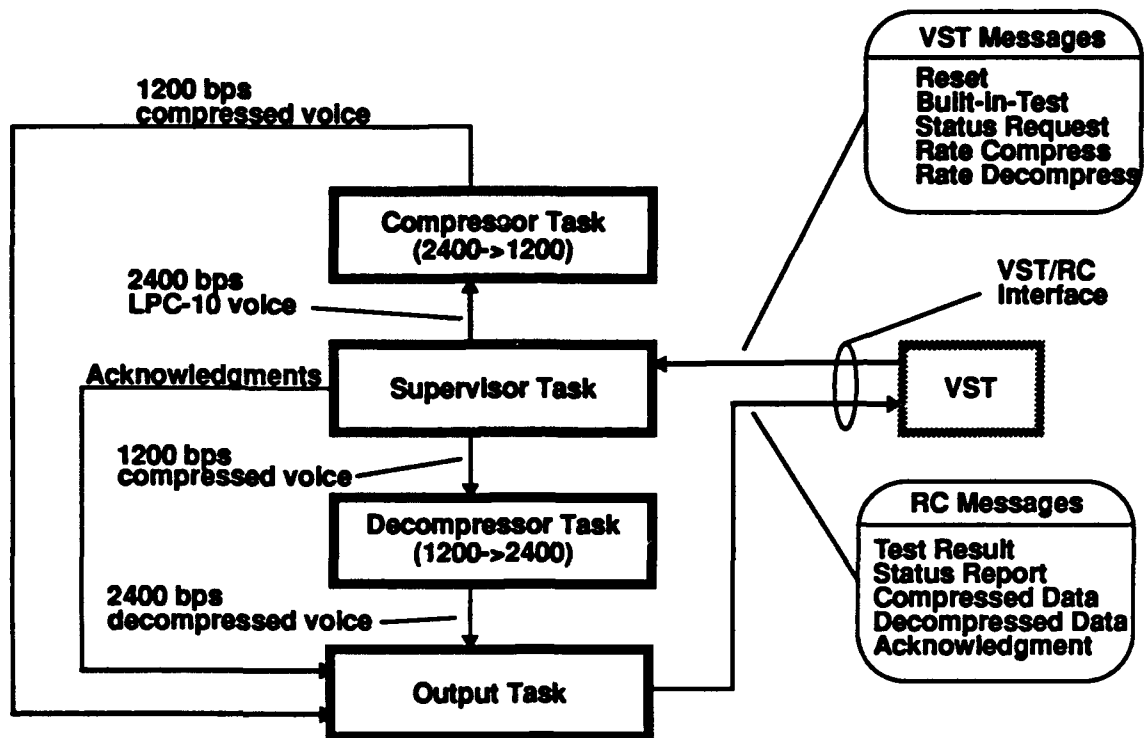 VST Messages
Reset
Built-in-Test
Status Request
Rate Compress
Rate Decompress
1200 bps
compressed voice
Compressor Task
(2400->1200)
2400 bps
LPC-10 voice
VST/RC
Interface
Acknowledgments
Supervisor Task
VST
1200 bps
compressed voice
Decompressor Task
(1200->2400)
RC Messages
Test Result
Status Report
Compressed Data
Decompressed Data
Acknowledgment
2400 bps
decompressed voice
Output Task